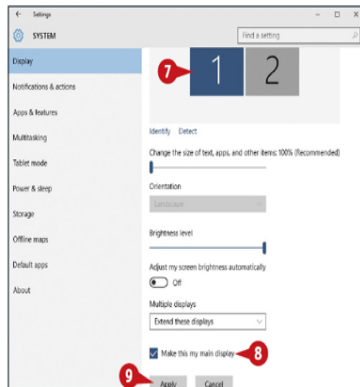 Settings
SYSTEM
Find a setting
Display
Notifications & actions
Apps & features
Multitasking
Tablet mode
Power & sleep
Storage
Offline maps
Default apps
About
7
1 2
Identify Detect
Change the size of text, apps, and other items: 100% (Recommended)
Orientation
Landscape
Brightness level
Adjust my screen brightness automatically
Off
Multiple displays
Extend these displays
Make this my main display 8
9 Apply Cancel